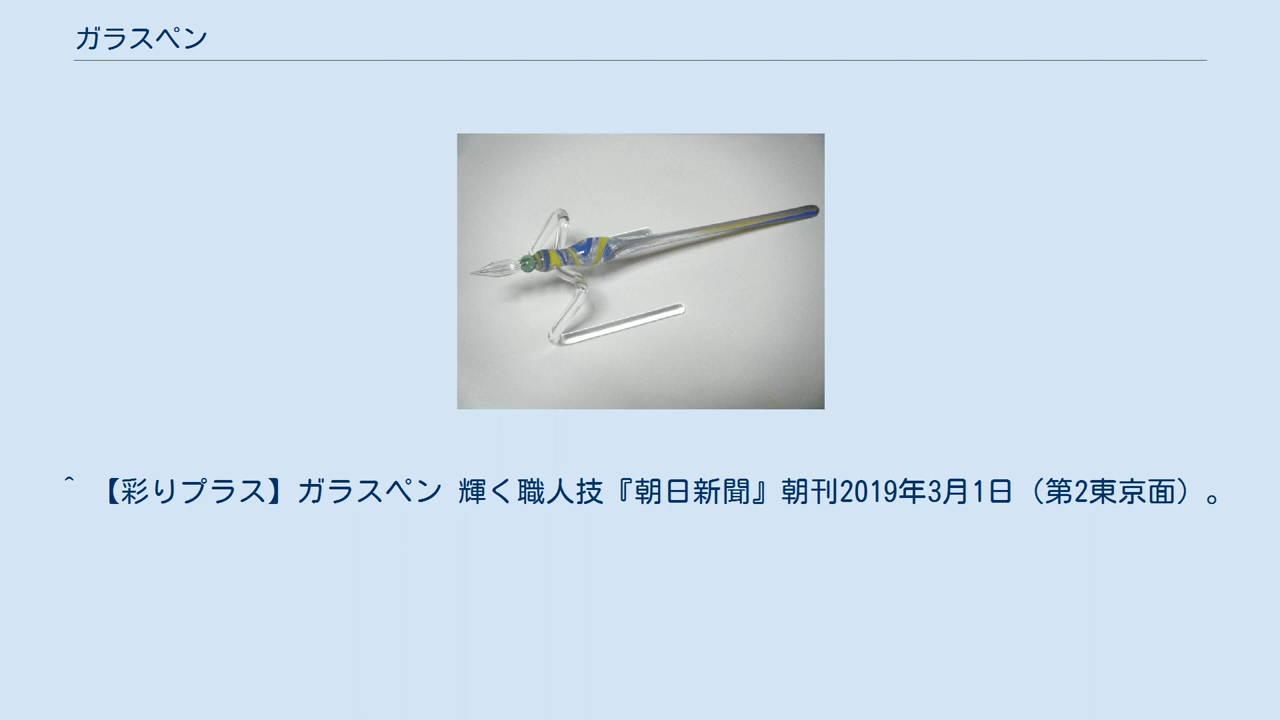 ガラスペン
^ 【彩りプラス】ガラスペン 輝く職人技『朝日新聞』朝刊2019年3月1日（第2東京面）。